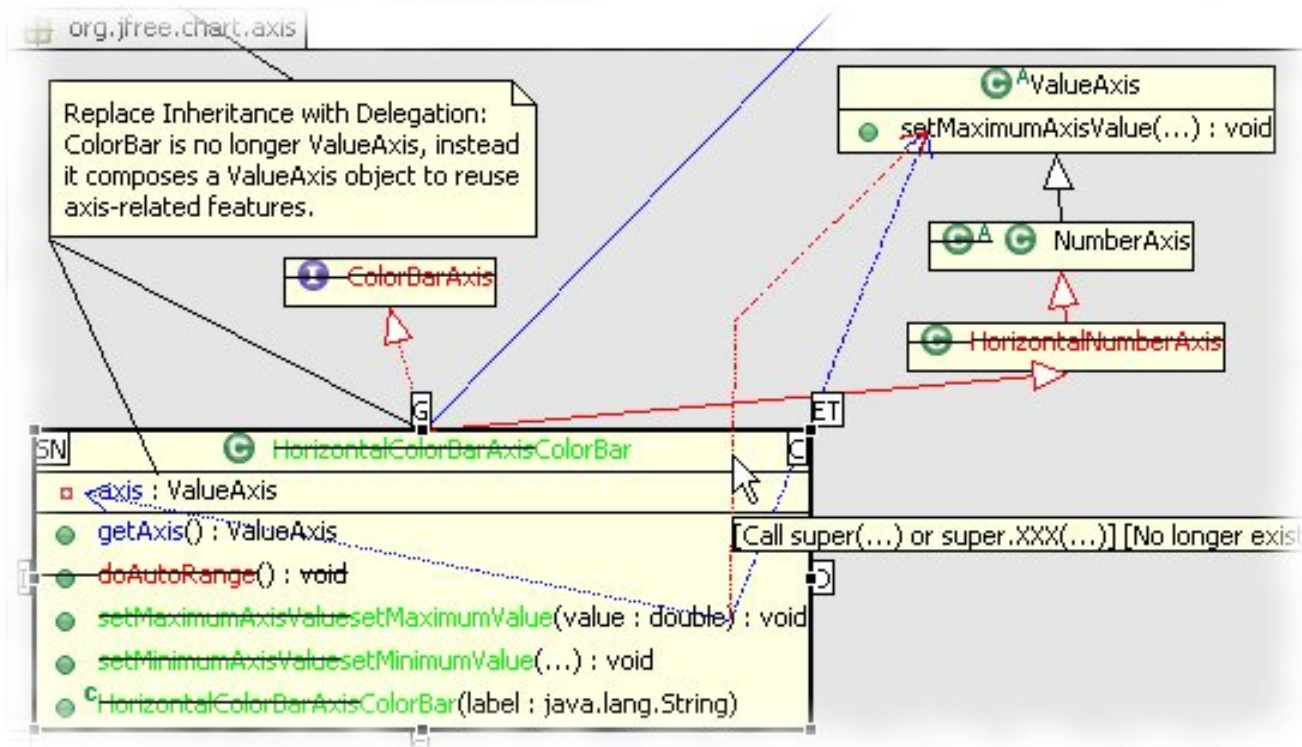 org.jfree.chart.axis
Replace Inheritance with Delegation:
ColorBar is no longer ValueAxis, instead
it composes a ValueAxis object to reuse
axis-related features.
C A ValueAxis
setMaximumAxisValue(...) : void
C A C NumberAxis
I ColorBarAxis
C HorizontalNumberAxis
G
ET
SN
C HorizontalColorBarAxisColorBar
C
axis : ValueAxis
getAxis() : ValueAxis
[Call super(...) or super.XXX(...)] [No longer exist
doAutoRange() : void
setMaximumAxisValuesetMaximumValue(value : double) : void
setMinimumAxisValuesetMinimumValue(...) : void
C HorizontalColorBarAxisColorBar(label : java.lang.String)